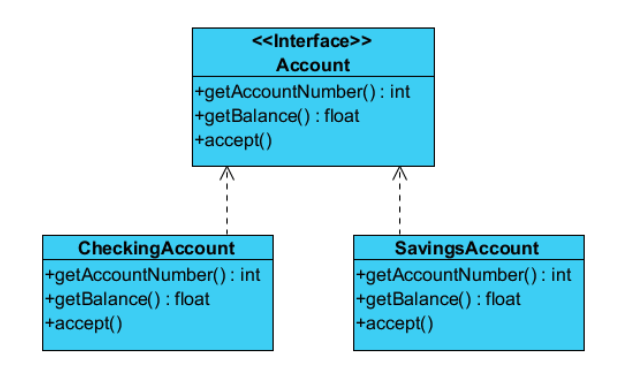 <<Interface>>
Account
+getAccountNumber() : int
+getBalance() : float
+accept()
CheckingAccount
+getAccountNumber() : int
+getBalance() : float
+accept()
SavingsAccount
+getAccountNumber() : int
+getBalance() : float
+accept()